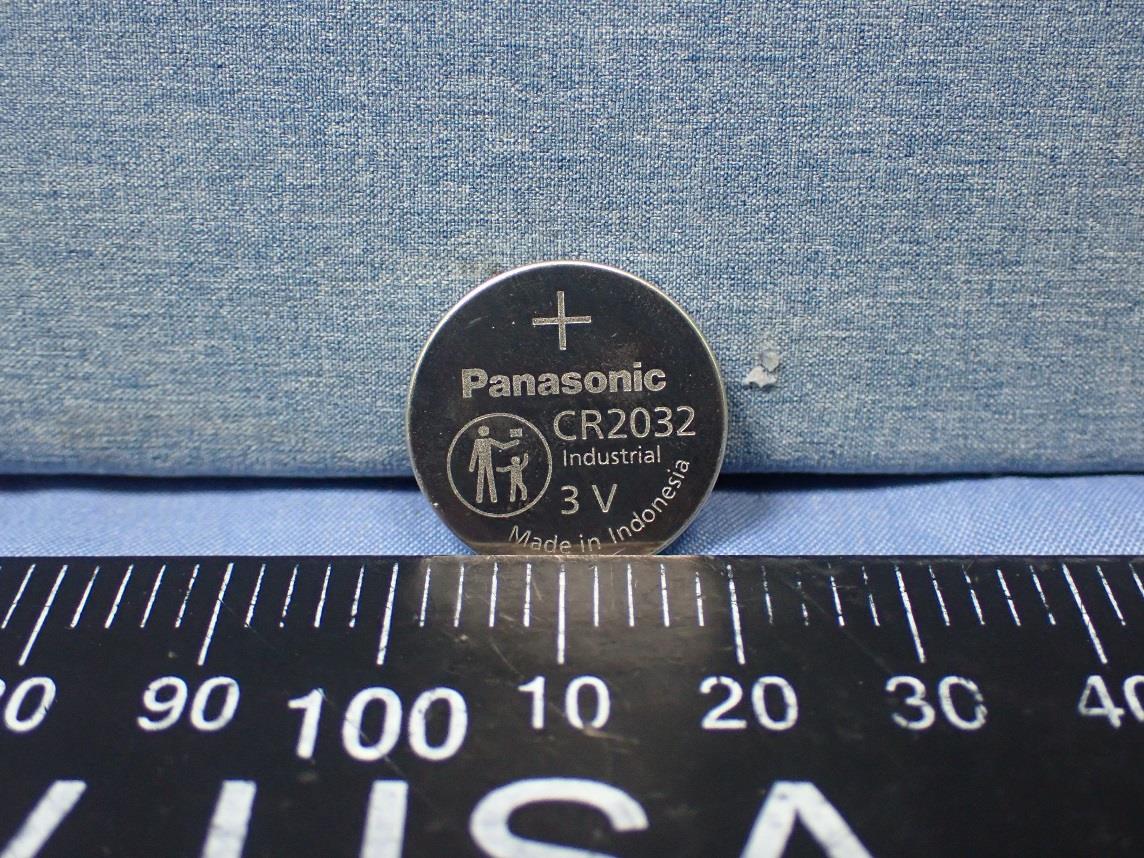 +
Panasonic
CR2032
Industrial
3 V
Made in Indonesia
90 100 10 20 30
USA